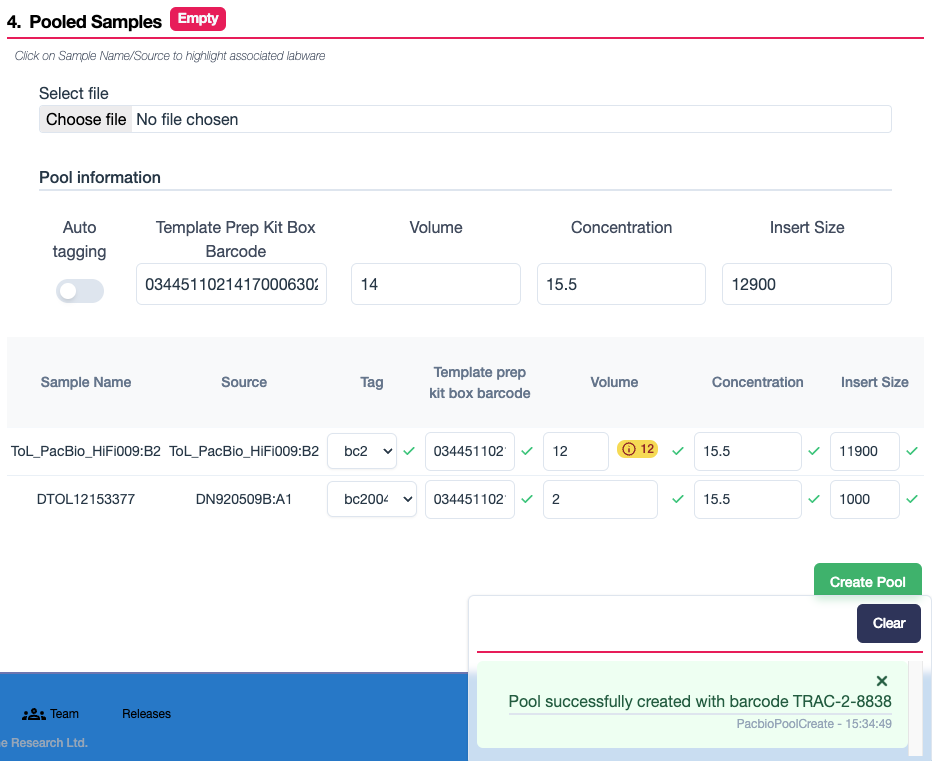 4. Pooled Samples Empty
Click on Sample Name/Source to highlight associated labware
Select file
Choose file No file chosen
Pool information
Auto tagging
Template Prep Kit Box Barcode
Volume
Concentration
Insert Size
0344511021417000630
14
15.5
12900
Sample Name Source Tag Template prep kit box barcode Volume Concentration Insert Size
ToL_PacBio_HiFi009:B2 ToL_PacBio_HiFi009:B2 bc2 034451102 12 12 15.5 11900
DTOL12153377 DN920509B:A1 bc2004 034451102 2 15.5 1000
Create Pool
Clear
Pool successfully created with barcode TRAC-2-8838
PacbioPoolCreate - 15:34:49
Team Releases
e Research Ltd.